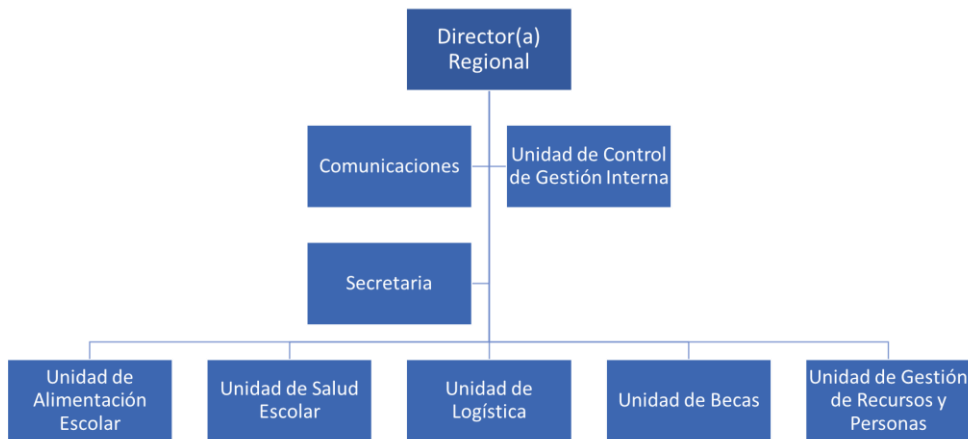 Director(a)
Regional
Comunicaciones
Unidad de Control
de Gestión Interna
Secretaria
Unidad de
Alimentación
Escolar
Unidad de Salud
Escolar
Unidad de
Logística
Unidad de Becas
Unidad de Gestión
de Recursos y
Personas